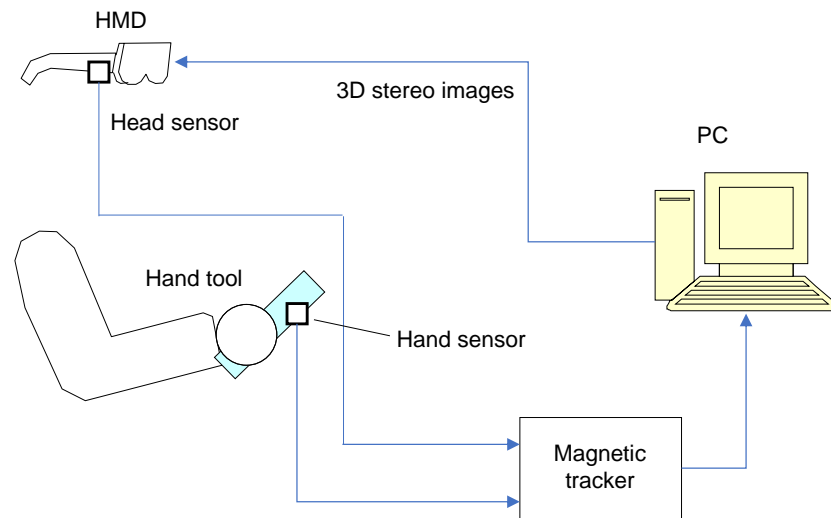 HMD
3D stereo images
Head sensor
PC
Hand tool
Hand sensor
Magnetic
tracker